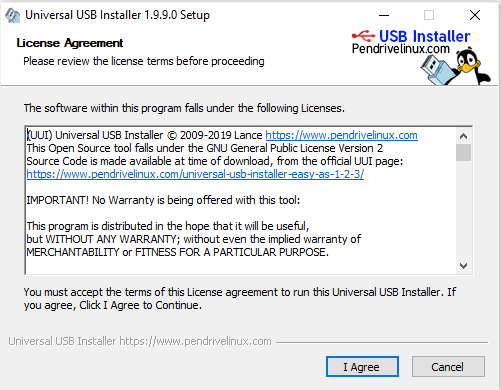 Universal USB Installer 1.9.9.0 Setup
License Agreement
Please review the license terms before proceeding
USB Installer
Pendrivelinux.com
The software within this program falls under the following Licenses.
(UUI) Universal USB Installer © 2009-2019 Lance https://www.pendrivelinux.com
This Open Source tool falls under the GNU General Public License Version 2
Source Code is made available at time of download, from the official UUI page:
https://www.pendrivelinux.com/universal-usb-installer-easy-as-1-2-3/
IMPORTANT! No Warranty is being offered with this tool:
This program is distributed in the hope that it will be useful,
but WITHOUT ANY WARRANTY; without even the implied warranty of
MERCHANTABILITY or FITNESS FOR A PARTICULAR PURPOSE.
You must accept the terms of this License agreement to run this Universal USB Installer. If
you agree, Click I Agree to Continue.
Universal USB Installer https://www.pendrivelinux.com
I Agree
Cancel